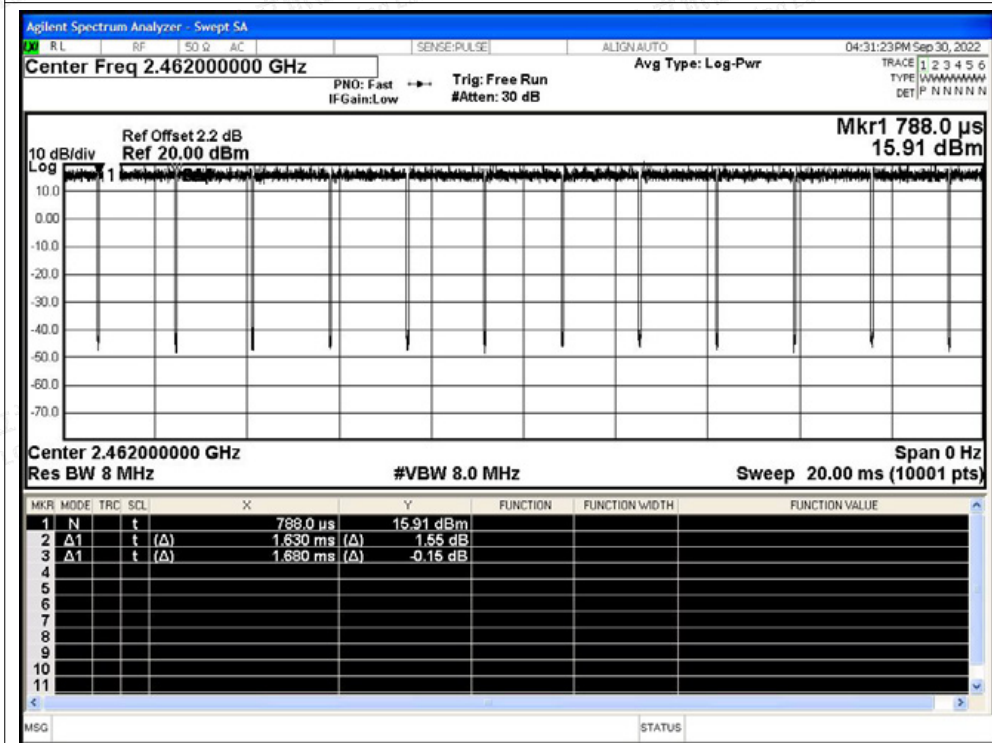 Agilent Spectrum Analyzer - Swept SA
RL RF 50 Ω AC SENSE:PULSE ALIGNAUTO 04:31:23PM Sep 30, 2022
Center Freq 2.462000000 GHz
PNO: Fast
IFGain:Low
Trig: Free Run
#Atten: 30 dB
Avg Type: Log-Pwr
TRACE 1 2 3 4 5 6
TYPE WWWWWW
DET P N N N N N
Mkr1 788.0 µs
15.91 dBm
Ref Offset 2.2 dB
10 dB/div Ref 20.00 dBm
Log
1
10.0
0.00
-10.0
-20.0
-30.0
-40.0
-50.0
-60.0
-70.0
Center 2.462000000 GHz Span 0 Hz
Res BW 8 MHz #VBW 8.0 MHz Sweep 20.00 ms (10001 pts)
MKR MODE TRC SCL X Y FUNCTION FUNCTION WIDTH FUNCTION VALUE
1 N t 788.0 µs 15.91 dBm
2 Δ1 t (Δ) 1.630 ms (Δ) 1.55 dB
3 Δ1 t (Δ) 1.680 ms (Δ) -0.15 dB
4
5
6
7
8
9
10
11
MSG STATUS